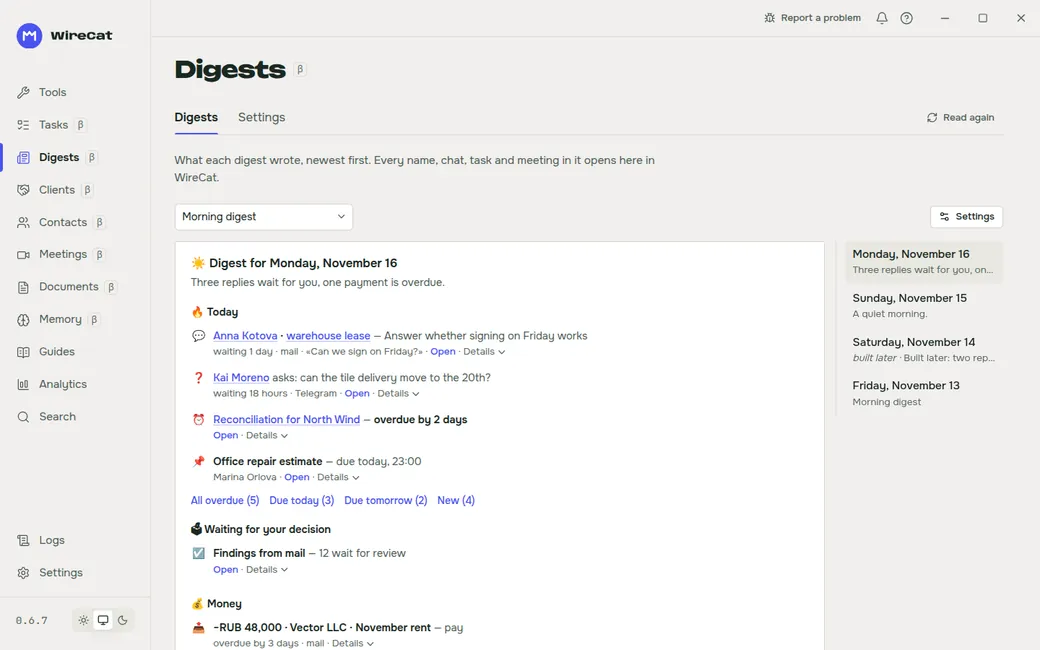 Report a problem
WireCat
Digests β
Tools
Tasks β
Digests β
Clients β
Contacts β
Meetings β
Documents β
Memory β
Guides
Analytics
Search
Logs
Settings
0.6.7
Digests Settings
Read again
What each digest wrote, newest first. Every name, chat, task and meeting in it opens here in
WireCat.
Morning digest
Settings
Digest for Monday, November 16
Three replies wait for you, one payment is overdue.
Today
Anna Kotova · warehouse lease — Answer whether signing on Friday works
waiting 1 day · mail · «Can we sign on Friday?» · Open · Details
Kai Moreno asks: can the tile delivery move to the 20th?
waiting 18 hours · Telegram · Open · Details
Reconciliation for North Wind — overdue by 2 days
Open · Details
Office repair estimate — due today, 23:00
Marina Orlova · Open · Details
All overdue (5) Due today (3) Due tomorrow (2) New (4)
Waiting for your decision
Findings from mail — 12 wait for review
Open · Details
Money
−RUB 48,000 · Vector LLC · November rent — pay
overdue by 3 days · mail · Details
Monday, November 16
Three replies wait for you, on...
Sunday, November 15
A quiet morning.
Saturday, November 14
built later · Built later: two rep...
Friday, November 13
Morning digest